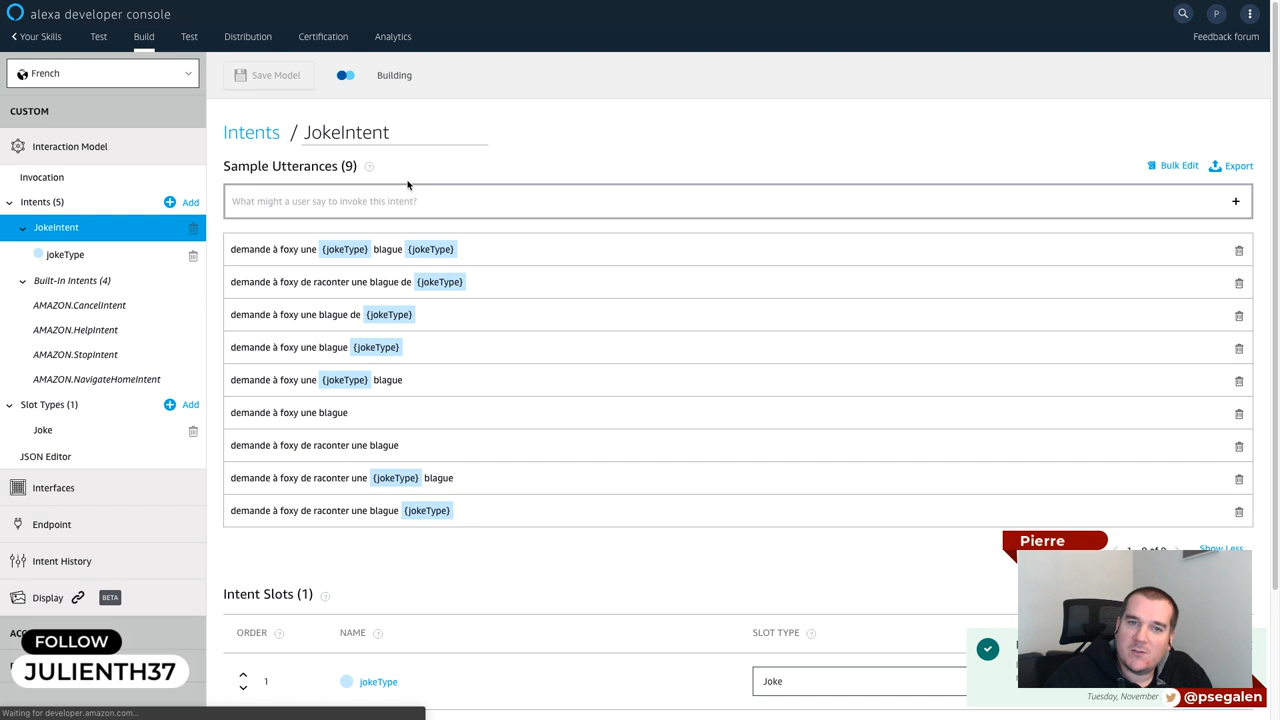 alexa developer console
P
Your Skills
Test
Build
Test
Distribution
Certification
Analytics
Feedback forum
French
Save Model
Building
CUSTOM
Interaction Model
Invocation
Intents (5)
Add
JokeIntent
jokeType
Built-In Intents (4)
AMAZON.CancelIntent
AMAZON.HelpIntent
AMAZON.StopIntent
AMAZON.NavigateHomeIntent
Slot Types (1)
Add
Joke
JSON Editor
Interfaces
Endpoint
Intent History
Display
BETA
FOLLOW
JULIENTH37
Waiting for developer.amazon.com...
Intents / JokeIntent
Sample Utterances (9)
Bulk Edit
Export
What might a user say to invoke this intent?
demande à foxy une {jokeType} blague {jokeType}
demande à foxy de raconter une blague de {jokeType}
demande à foxy une blague de {jokeType}
demande à foxy une blague {jokeType}
demande à foxy une {jokeType} blague
demande à foxy une blague
demande à foxy de raconter une blague
demande à foxy de raconter une {jokeType} blague
demande à foxy de raconter une blague {jokeType}
Show Less
Intent Slots (1)
ORDER
NAME
SLOT TYPE
1
jokeType
Joke
Pierre
Tuesday, November
@psegalen